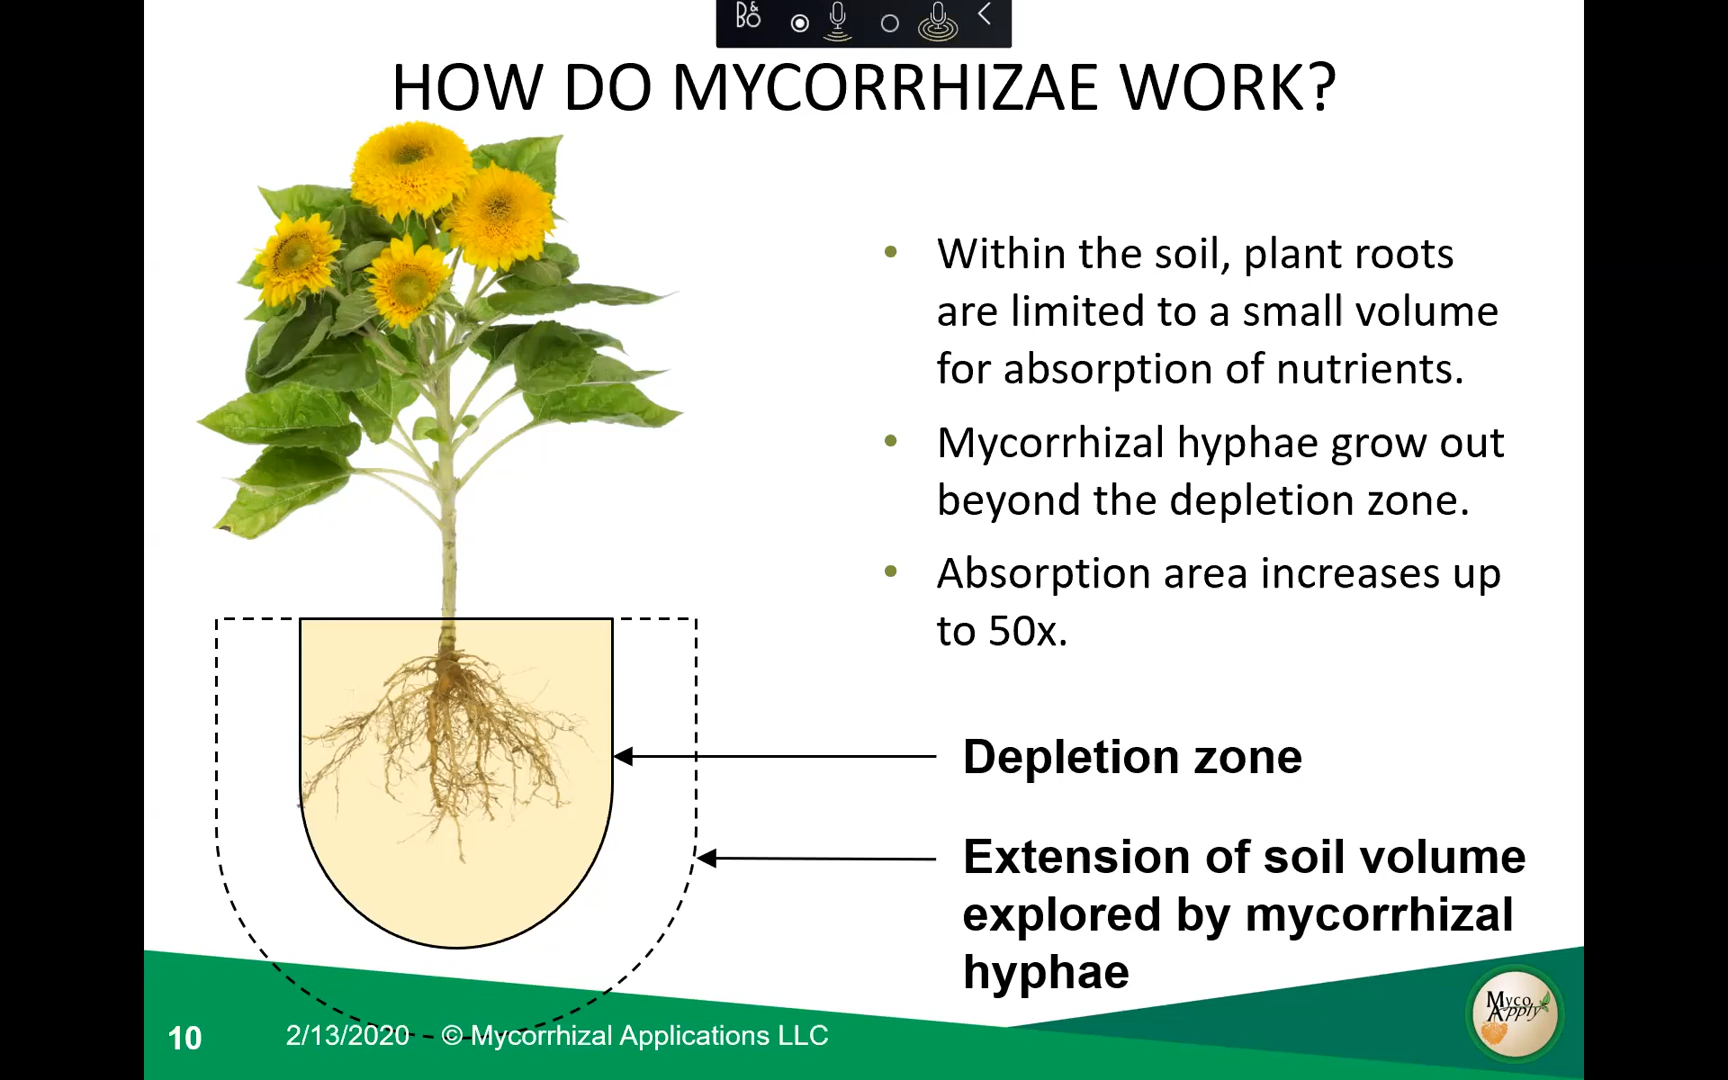 B&O
HOW DO MYCORRHIZAE WORK?
• Within the soil, plant roots
are limited to a small volume
for absorption of nutrients.
• Mycorrhizal hyphae grow out
beyond the depletion zone.
• Absorption area increases up
to 50x.
Depletion zone
Extension of soil volume
explored by mycorrhizal
hyphae
10 2/13/2020 © Mycorrhizal Applications LLC
Myco
Apply